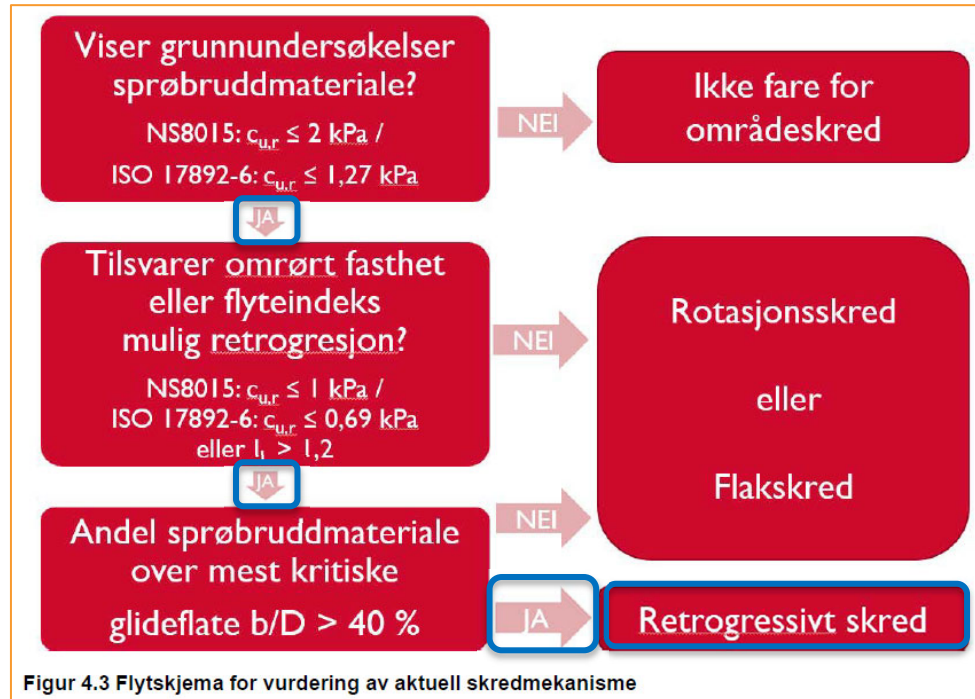 Viser grunnundersøkelser
sprøbruddmateriale?
NS8015: cu,r ≤ 2 kPa /
ISO 17892-6: cu,r ≤ 1,27 kPa
NEI
Ikke fare for
områdeskred
JA
Tilsvarer omrørt fasthet
eller flyteindeks
mulig retrogresjon?
NS8015: cu,r ≤ 1 kPa /
ISO 17892-6: cu,r ≤ 0,69 kPa
eller IL > 1,2
NEI
Rotasjonsskred
eller
Flakskred
JA
Andel sprøbruddmateriale
over mest kritiske
glideflate b/D > 40 %
NEI
JA
Retrogressivt skred
Figur 4.3 Flytskjema for vurdering av aktuell skredmekanisme